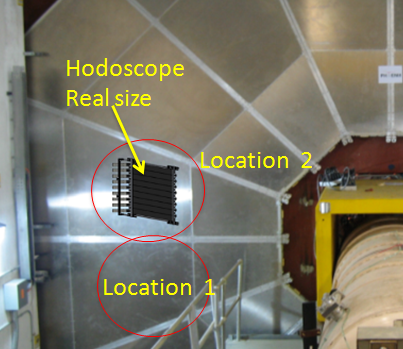 Hodoscope
Real size
Location 2
Location 1